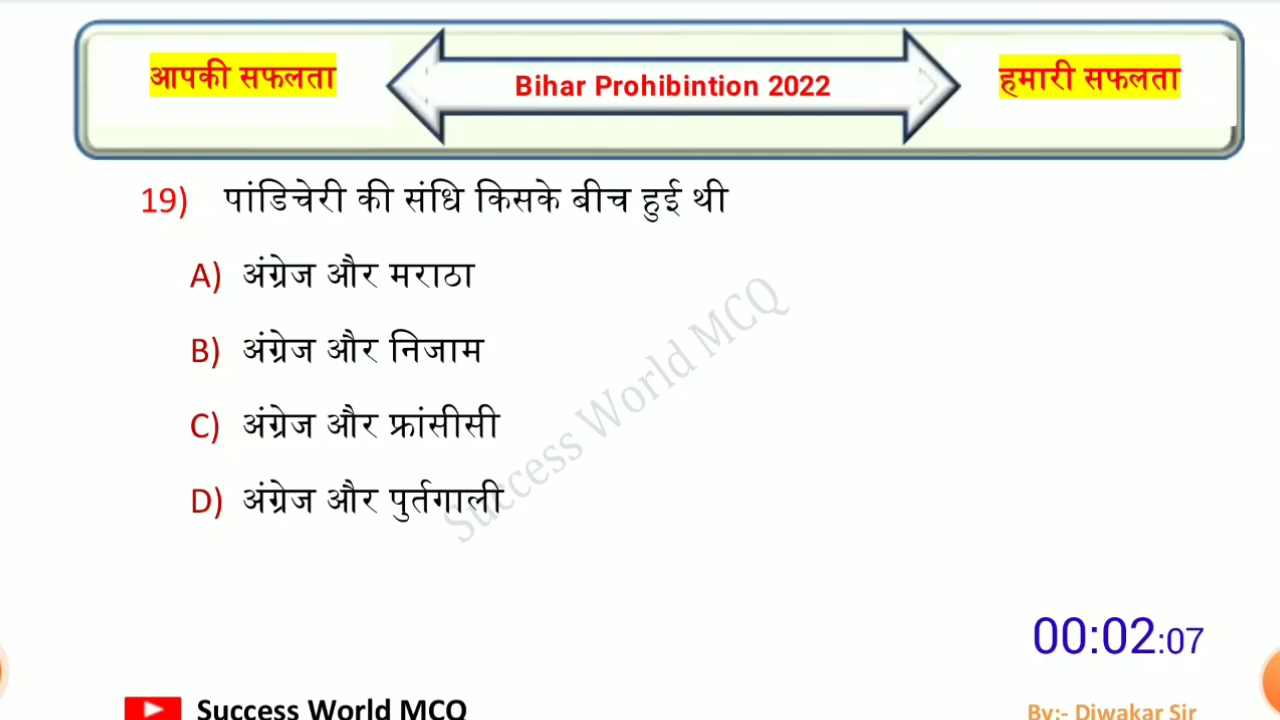 आपकी सफलता
Bihar Prohibintion 2022
हमारी सफलता
19) पांडिचेरी की संधि किसके बीच हुई थी
A) अंग्रेज और मराठा
B) अंग्रेज और निजाम
C) अंग्रेज और फ्रांसीसी
D) अंग्रेज और पुर्तगाली
Success World MCQ
00:02:07
Success World MCQ
By:- Diwakar Sir